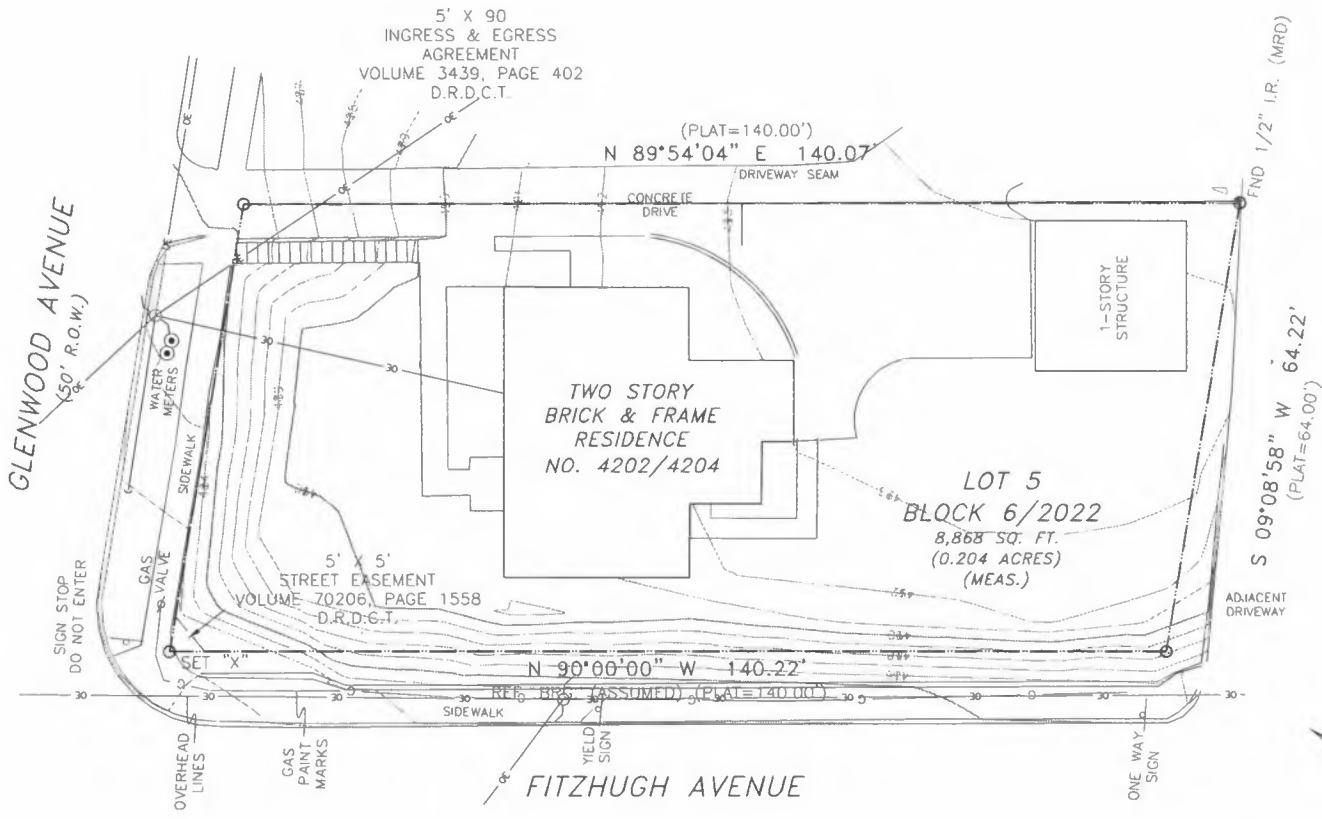 5' X 90
INGRESS & EGRESS
AGREEMENT
VOLUME 3439, PAGE 402
D.R.D.C.T.
(PLAT=140.00')
N 89°54'04" E 140.07'
DRIVEWAY SEAM
CONCRETE
DRIVE
FND 1/2" I.R. (MRD)
GLENWOOD AVENUE
(50' R.O.W.)
WATER
METERS
SIDEWALK
1-STORY
STRUCTURE
TWO STORY
BRICK & FRAME
RESIDENCE
NO. 4202/4204
LOT 5
BLOCK 6/2022
8,868 SQ. FT.
(0.204 ACRES)
(MEAS.)
S 09°08'58" W 64.22'
(PLAT=64.00')
GAS
VALVE
5' X 5'
STREET EASEMENT
VOLUME 70206, PAGE 1558
D.R.D.C.T.
SIGN STOP
DO NOT ENTER
ADJACENT
DRIVEWAY
SET "X"
N 90°00'00" W 140.22'
REF. BRG. (ASSUMED) (PLAT=140.00')
SIDEWALK
OVERHEAD
LINES
GAS
PAINT
MARKS
YIELD
SIGN
ONE WAY
SIGN
FITZHUGH AVENUE